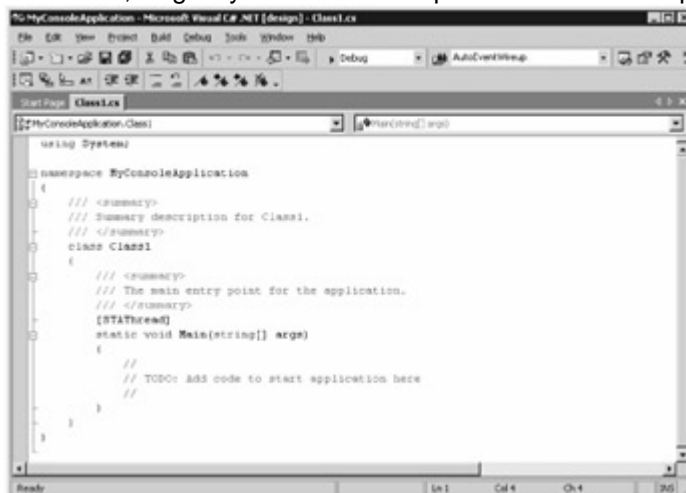 MyConsoleApplication - Microsoft Visual C# .NET [design] - Class1.cs
File Edit View Project Build Debug Tools Window Help
Debug AutoEventWireup
Start Page Class1.cs
MyConsoleApplication.Class1 Main(string[] args)
using System;
namespace MyConsoleApplication
{
/// <summary>
/// Summary description for Class1.
/// </summary>
class Class1
{
/// <summary>
/// The main entry point for the application.
/// </summary>
[STAThread]
static void Main(string[] args)
{
//
// TODO: Add code to start application here
//
}
}
}
Ready Ln 1 Col 4 Ch 4 INS